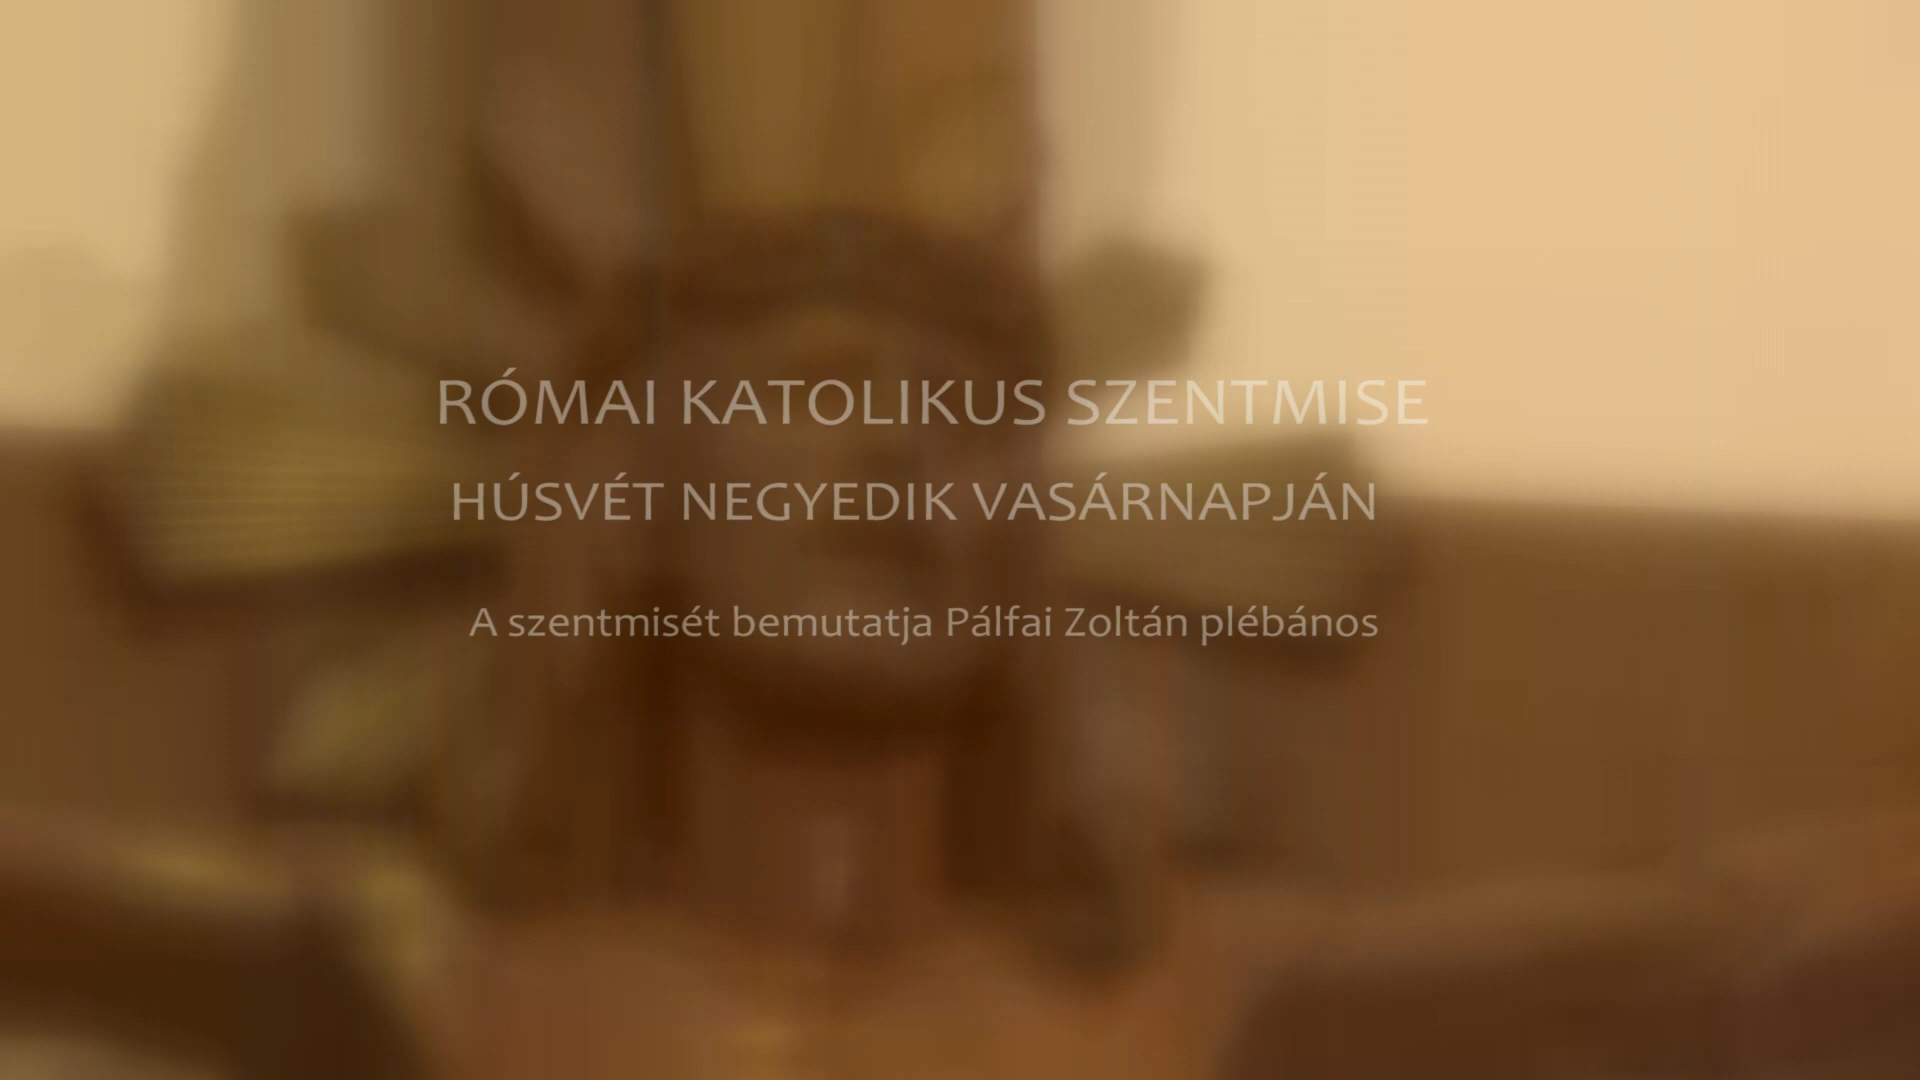 RÓMAI KATOLIKUS SZENTMISE
HÚSVÉT NEGYEDIK VASÁRNAPJÁN
A szentmisét bemutatja Pálfai Zoltán plébános